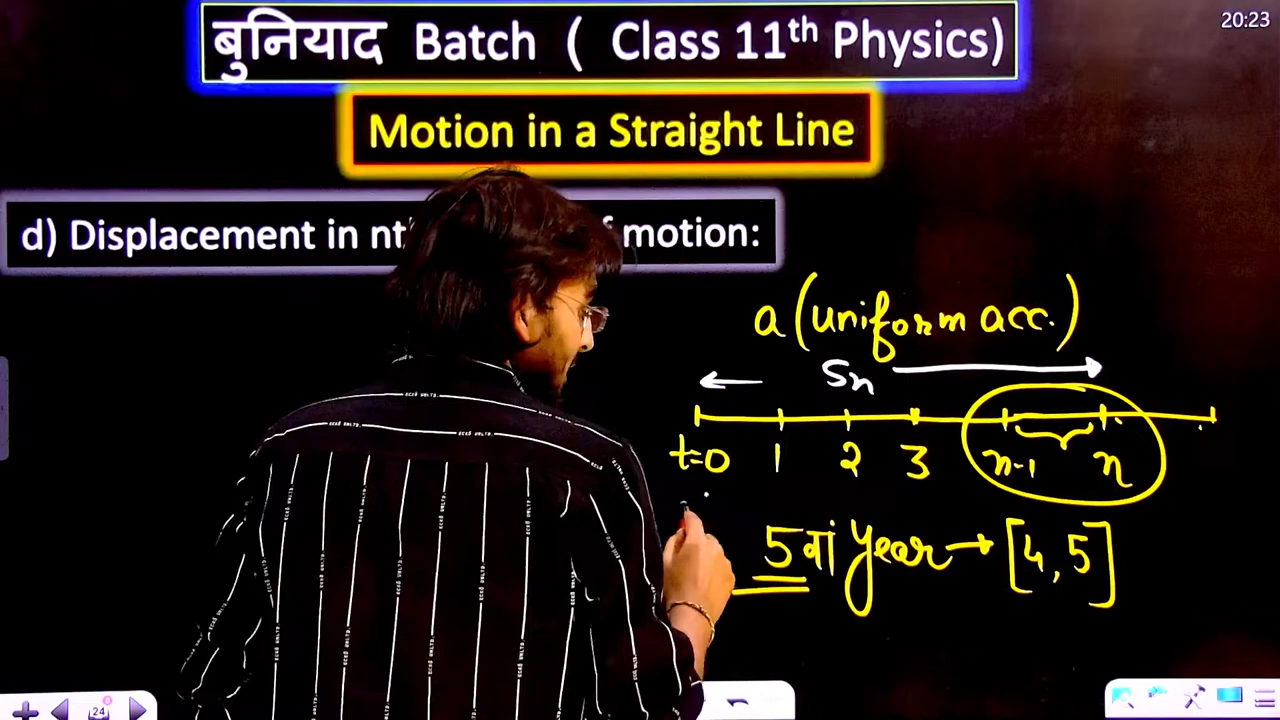 20:23
बुनियाद Batch ( Class 11th Physics)
Motion in a Straight Line
d) Displacement in nt motion:
a (uniform acc.)
Sn
t=0 1 2 3 n-1 n
5वां year → [4, 5]
24